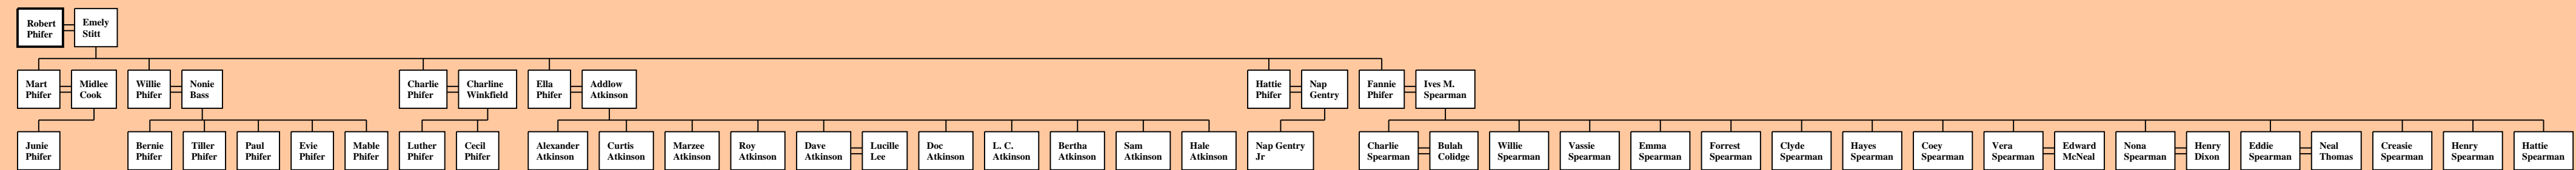 Robert
Phifer
Emely
Stitt
Mart
Phifer
Midlee
Cook
Willie
Phifer
Nonie
Bass
Charlie
Phifer
Charline
Winkfield
Ella
Phifer
Addlow
Atkinson
Hattie
Phifer
Nap
Gentry
Fannie
Phifer
Ives M.
Spearman
Junie
Phifer
Bernie
Phifer
Tiller
Phifer
Paul
Phifer
Evie
Phifer
Mable
Phifer
Luther
Phifer
Cecil
Phifer
Alexander
Atkinson
Curtis
Atkinson
Marzee
Atkinson
Roy
Atkinson
Dave
Atkinson
Lucille
Lee
Doc
Atkinson
L. C.
Atkinson
Bertha
Atkinson
Sam
Atkinson
Hale
Atkinson
Nap Gentry
Jr
Charlie
Spearman
Bulah
Colidge
Willie
Spearman
Vassie
Spearman
Emma
Spearman
Forrest
Spearman
Clyde
Spearman
Hayes
Spearman
Coey
Spearman
Vera
Spearman
Edward
McNeal
Nona
Spearman
Henry
Dixon
Eddie
Spearman
Neal
Thomas
Creasie
Spearman
Henry
Spearman
Hattie
Spearman